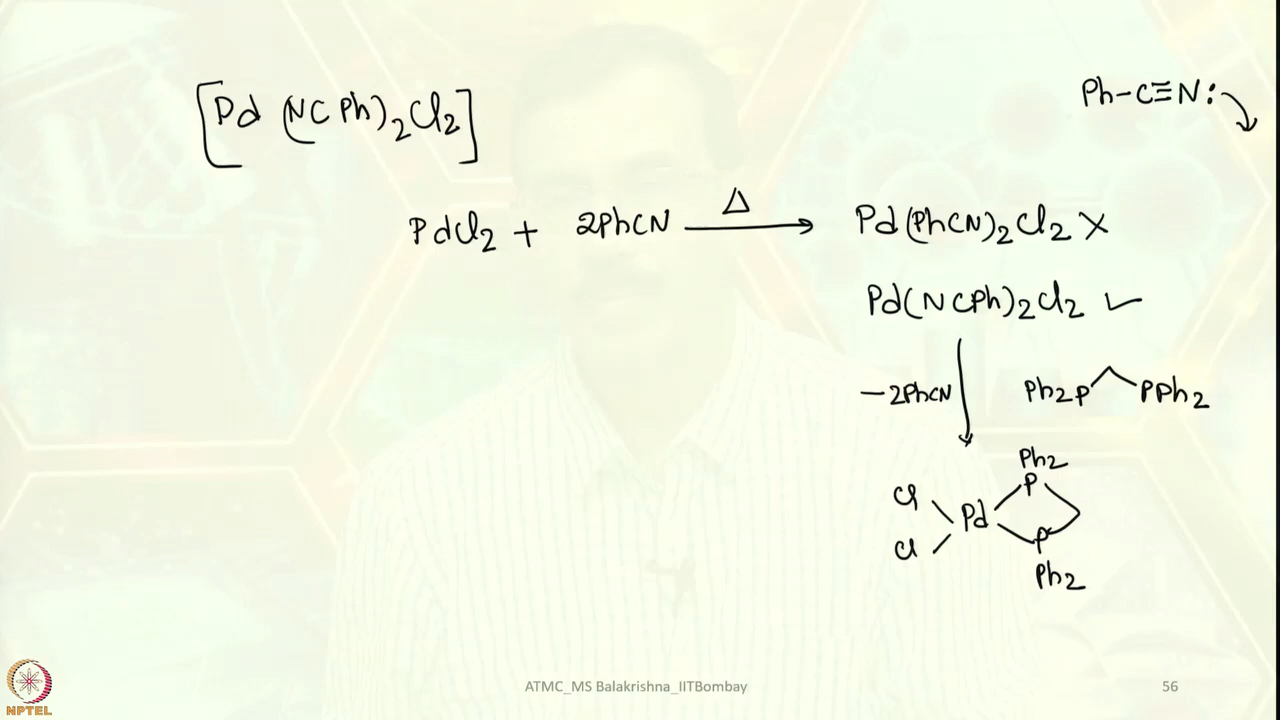 [Pd (NCPh)₂Cl₂]
Ph-C≡N:
PdCl₂ + 2PhCN Δ → Pd(PhCN)₂Cl₂ X
Pd(NCPh)₂Cl₂ ✓
-2PhCN Ph₂P PPh₂
Ph₂
Cl P
Pd
Cl P
Ph₂
NPTEL ATMC_MS Balakrishna_IITBombay 56